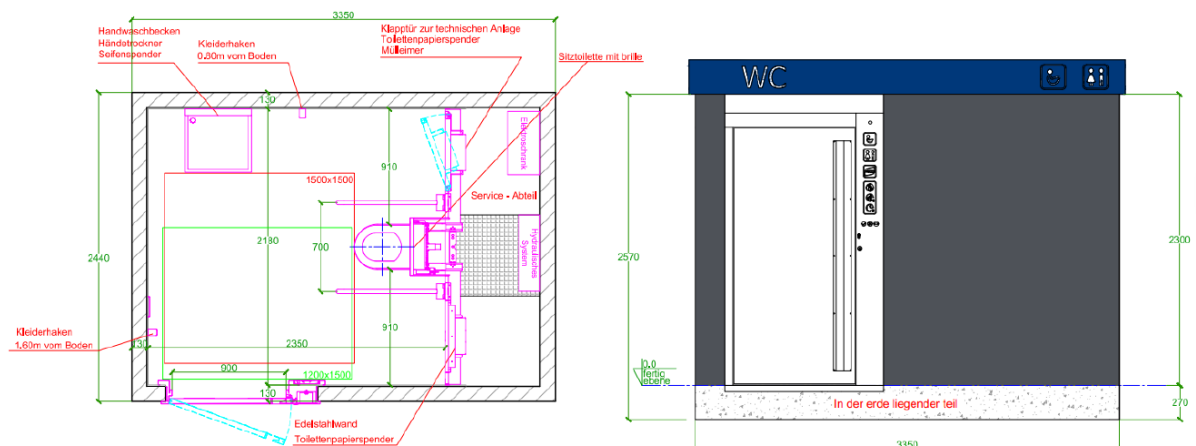 3350
Handwaschbecken
Händetrockner
Seifenspender
Kleiderhaken
0.80m vom Boden
Klapptür zur technischen Anlage
Toilettenpapierspender
Mülleimer
Sitztoilette mit brille
130
910
Elektroschrank
1500x1500
Service - Abteil
2440
2180
700
Hydraulisches
System
Kleiderhaken
1,60m vom Boden
130
2350
910
900
1200x1500
130
Edelstahlwand
Toilettenpapierspender
WC
2570
2300
0.0
fertig
ebene
In der erde liegender teil
270
3350